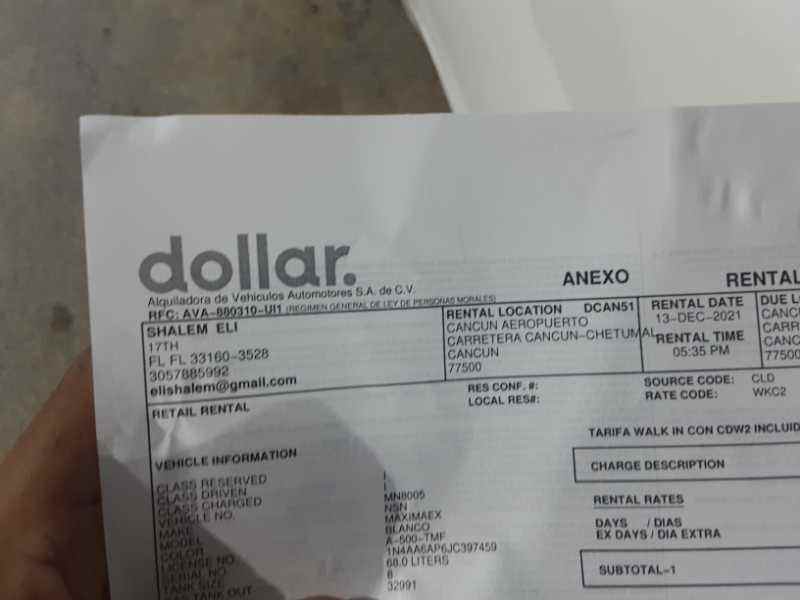 dollar.
Alquiladora de Vehiculos Automotores S.A. de C.V.
RFC: AVA-880310-UI1 (REGIMEN GENERAL DE LEY DE PERSONAS MORALES)
ANEXO
RENTAL
SHALEM ELI
17TH
FL FL 33160-3528
3057885992
elishalem@gmail.com
RENTAL LOCATION DCAN51
CANCUN AEROPUERTO
CARRETERA CANCUN-CHETUMAL
CANCUN
77500
RENTAL DATE
13-DEC-2021
RENTAL TIME
05:35 PM
DUE L
CANC
CARR
CANC
77500
RETAIL RENTAL
RES CONF. #:
LOCAL RES#:
SOURCE CODE: CLD
RATE CODE: WKC2
TARIFA WALK IN CON CDW2 INCLUID
VEHICLE INFORMATION
CLASS RESERVED I
CLASS DRIVEN I
CLASS CHARGED
VEHICLE NO. MN8005
MAKE NSN
MODEL MAXIMAEX
COLOR BLANCO
LICENSE NO A-500-TMF
SERIAL NO 1N4AA6AP6JC397459
TANK SIZE 68.0 LITERS
GAS TANK OUT 8
32991
CHARGE DESCRIPTION
RENTAL RATES
DAYS / DIAS
EX DAYS / DIA EXTRA
SUBTOTAL-1